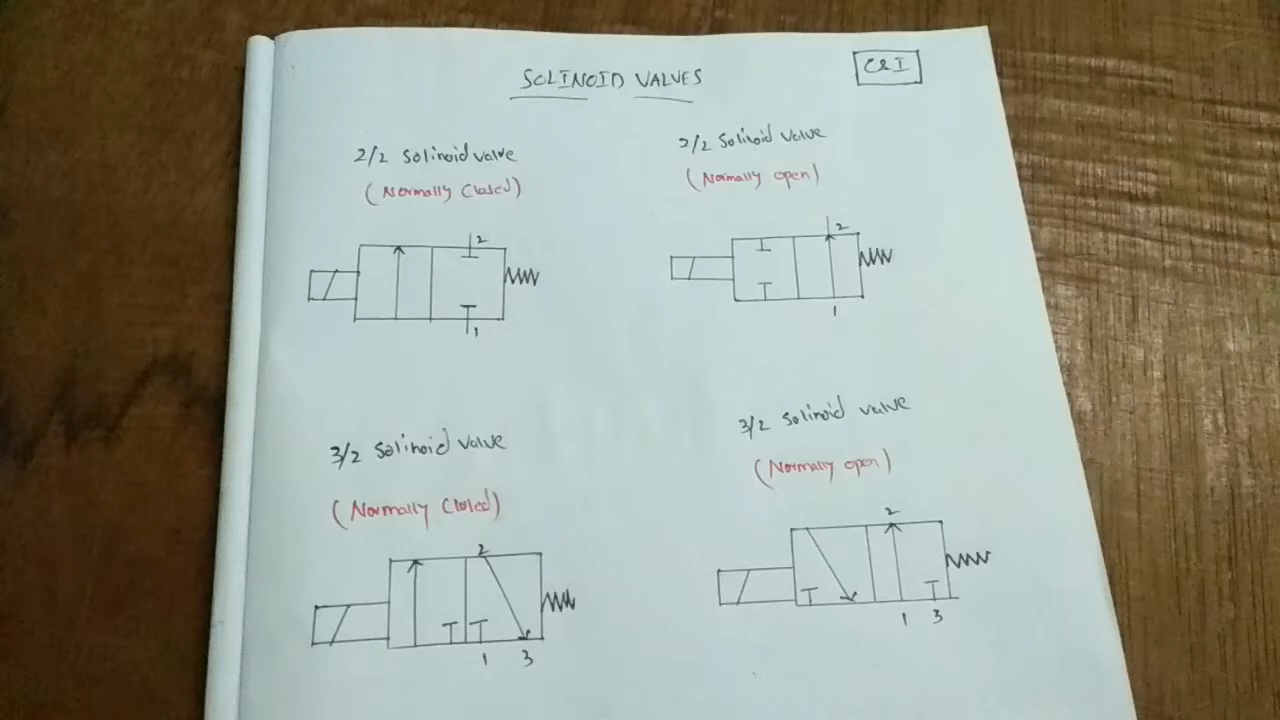 SOLINOID VALVES
C&I
2/2 Solinoid valve
(Normally Closed)
2
1
2/2 Solinoid valve
(Normally open)
2
1
3/2 Solinoid valve
(Normally Closed)
2
1 3
3/2 Solinoid valve
(Normally open)
2
1 3